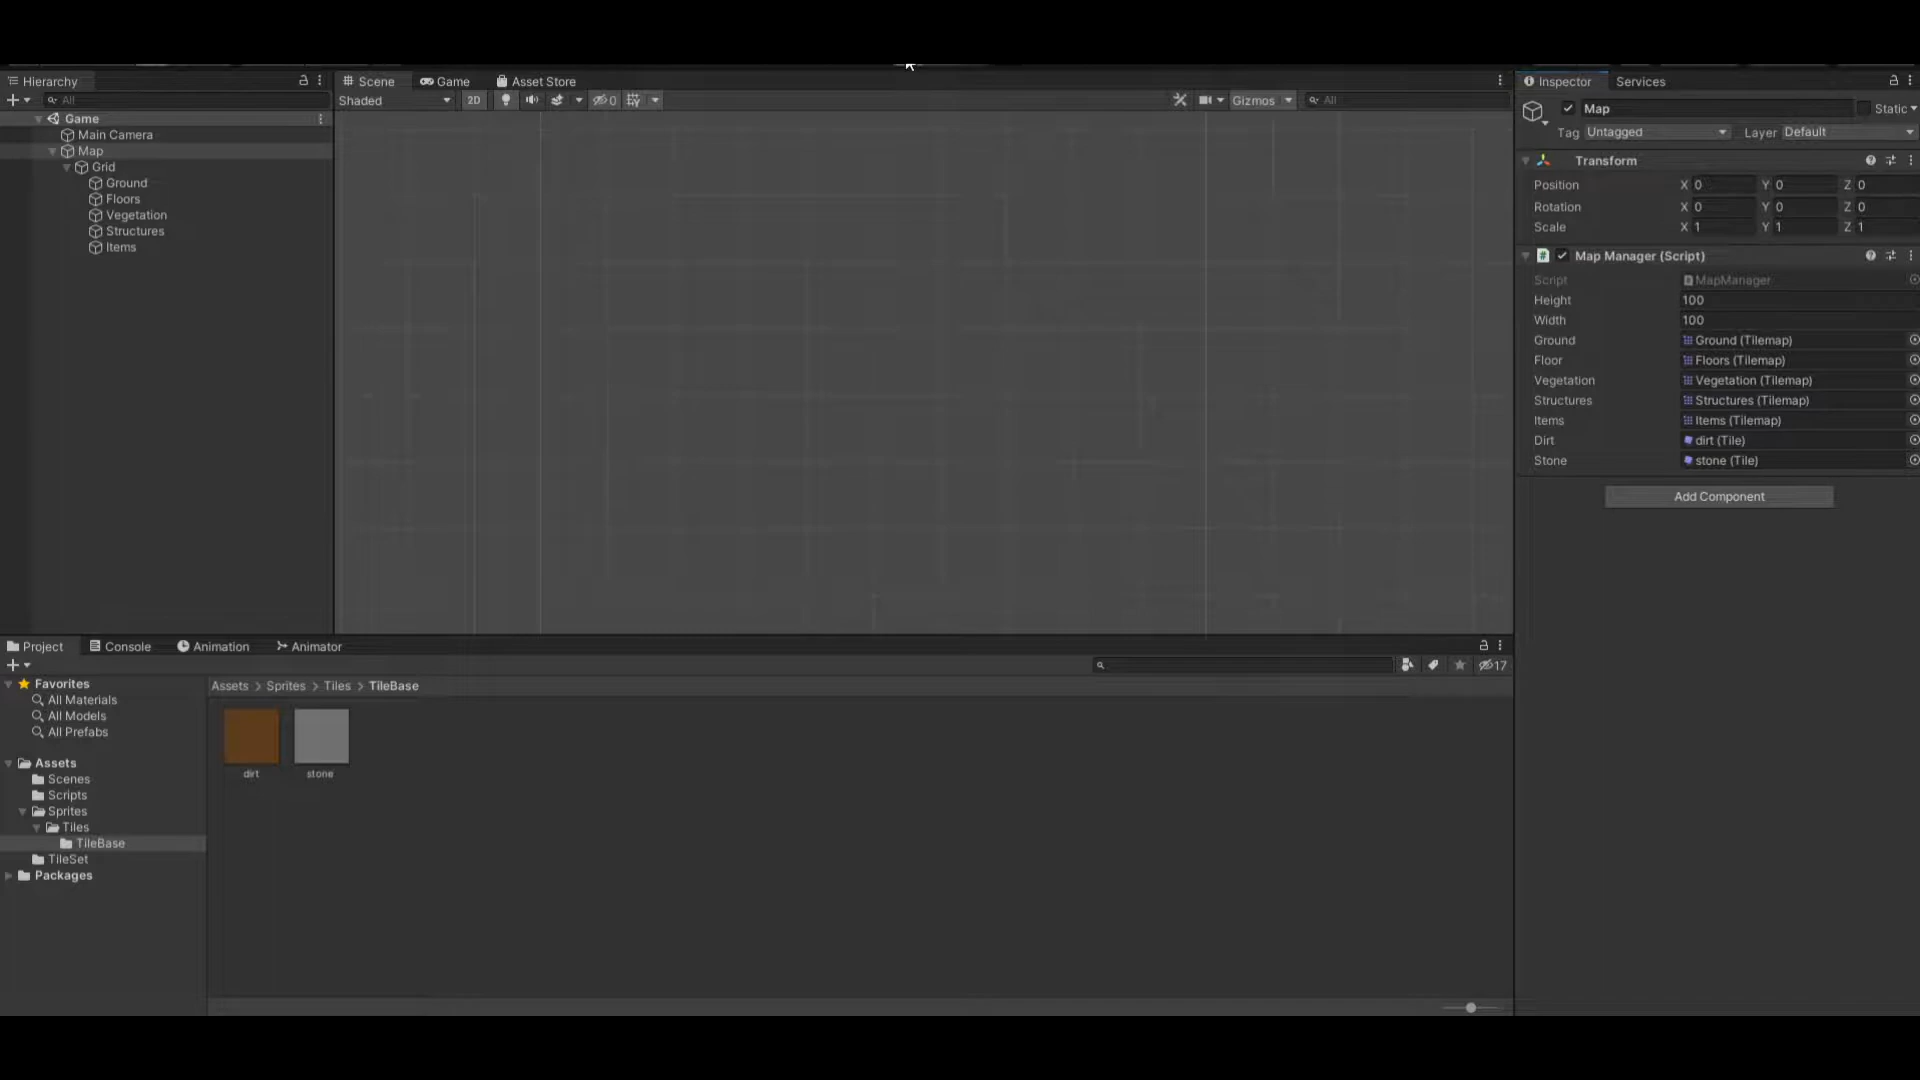 Hierarchy
All
Game
Main Camera
Map
Grid
Ground
Floors
Vegetation
Structures
Items
Scene Game Asset Store
Shaded 2D 0 Gizmos All
Inspector Services
Map Static
Tag Untagged Layer Default
Transform
Position X 0 Y 0 Z 0
Rotation X 0 Y 0 Z 0
Scale X 1 Y 1 Z 1
Map Manager (Script)
Script MapManager
Height 100
Width 100
Ground Ground (Tilemap)
Floor Floors (Tilemap)
Vegetation Vegetation (Tilemap)
Structures Structures (Tilemap)
Items Items (Tilemap)
Dirt dirt (Tile)
Stone stone (Tile)
Add Component
Project Console Animation Animator
17
Favorites
All Materials
All Models
All Prefabs
Assets
Scenes
Scripts
Sprites
Tiles
TileBase
TileSet
Packages
Assets > Sprites > Tiles > TileBase
dirt stone